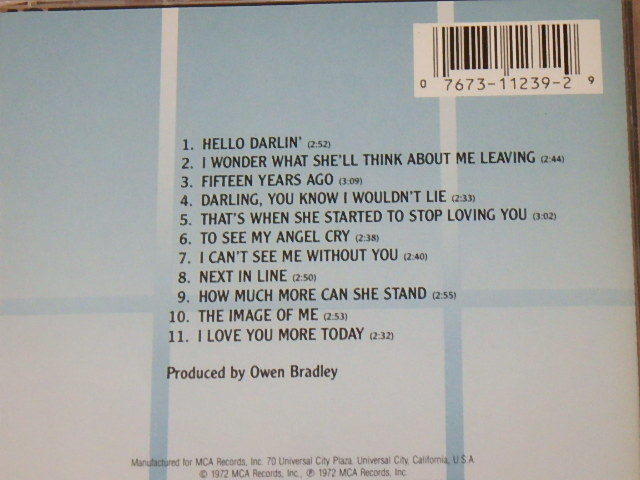 0 7673-11239-2 9
1. HELLO DARLIN' (2:52)
2. I WONDER WHAT SHE'LL THINK ABOUT ME LEAVING (2:44)
3. FIFTEEN YEARS AGO (3:09)
4. DARLING, YOU KNOW I WOULDN'T LIE (2:33)
5. THAT'S WHEN SHE STARTED TO STOP LOVING YOU (3:02)
6. TO SEE MY ANGEL CRY (2:38)
7. I CAN'T SEE ME WITHOUT YOU (2:40)
8. NEXT IN LINE (2:50)
9. HOW MUCH MORE CAN SHE STAND (2:55)
10. THE IMAGE OF ME (2:53)
11. I LOVE YOU MORE TODAY (2:32)
Produced by Owen Bradley
Manufactured for MCA Records, Inc. 70 Universal City Plaza, Universal City, California, U.S.A.
© 1972 MCA Records, Inc., ℗ 1972 MCA Records, Inc.